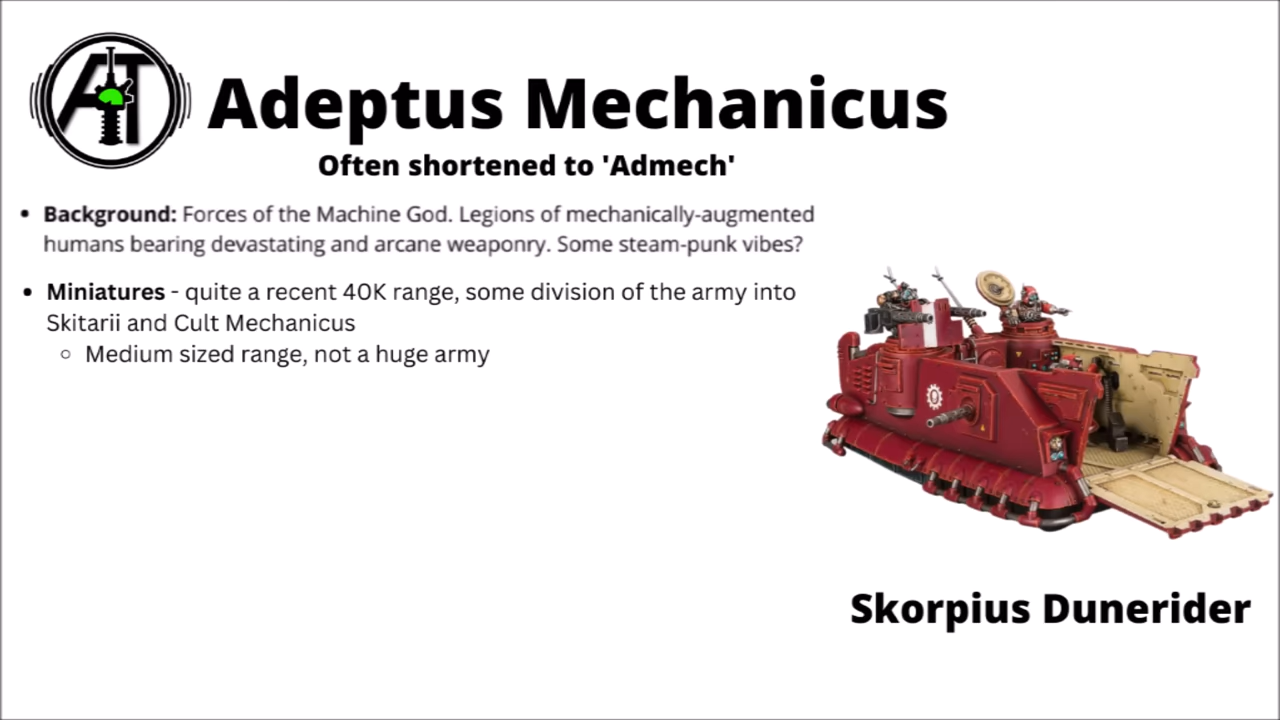 AT
Adeptus Mechanicus
Often shortened to 'Admech'
• Background: Forces of the Machine God. Legions of mechanically-augmented
humans bearing devastating and arcane weaponry. Some steam-punk vibes?
• Miniatures - quite a recent 40K range, some division of the army into
Skitarii and Cult Mechanicus
○ Medium sized range, not a huge army
Skorpius Dunerider